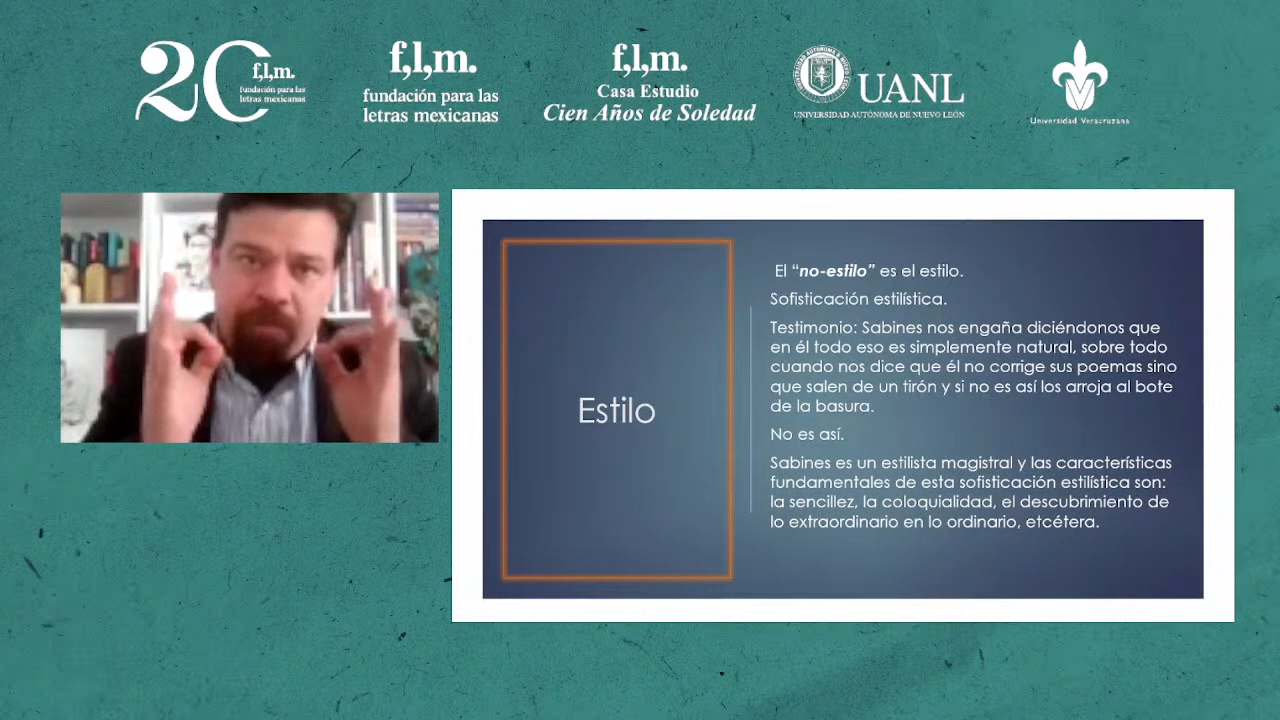 20 f,l,m.
fundación para las
letras mexicanas
f,l,m.
fundación para las
letras mexicanas
f,l,m.
Casa Estudio
Cien Años de Soledad
UANL
UNIVERSIDAD AUTÓNOMA DE NUEVO LEÓN
Universidad Veracruzana
Estilo
El “no-estilo” es el estilo.
Sofisticación estilística.
Testimonio: Sabines nos engaña diciéndonos que
en él todo eso es simplemente natural, sobre todo
cuando nos dice que él no corrige sus poemas sino
que salen de un tirón y si no es así los arroja al bote
de la basura.
No es así.
Sabines es un estilista magistral y las características
fundamentales de esta sofisticación estilística son:
la sencillez, la coloquialidad, el descubrimiento de
lo extraordinario en lo ordinario, etcétera.